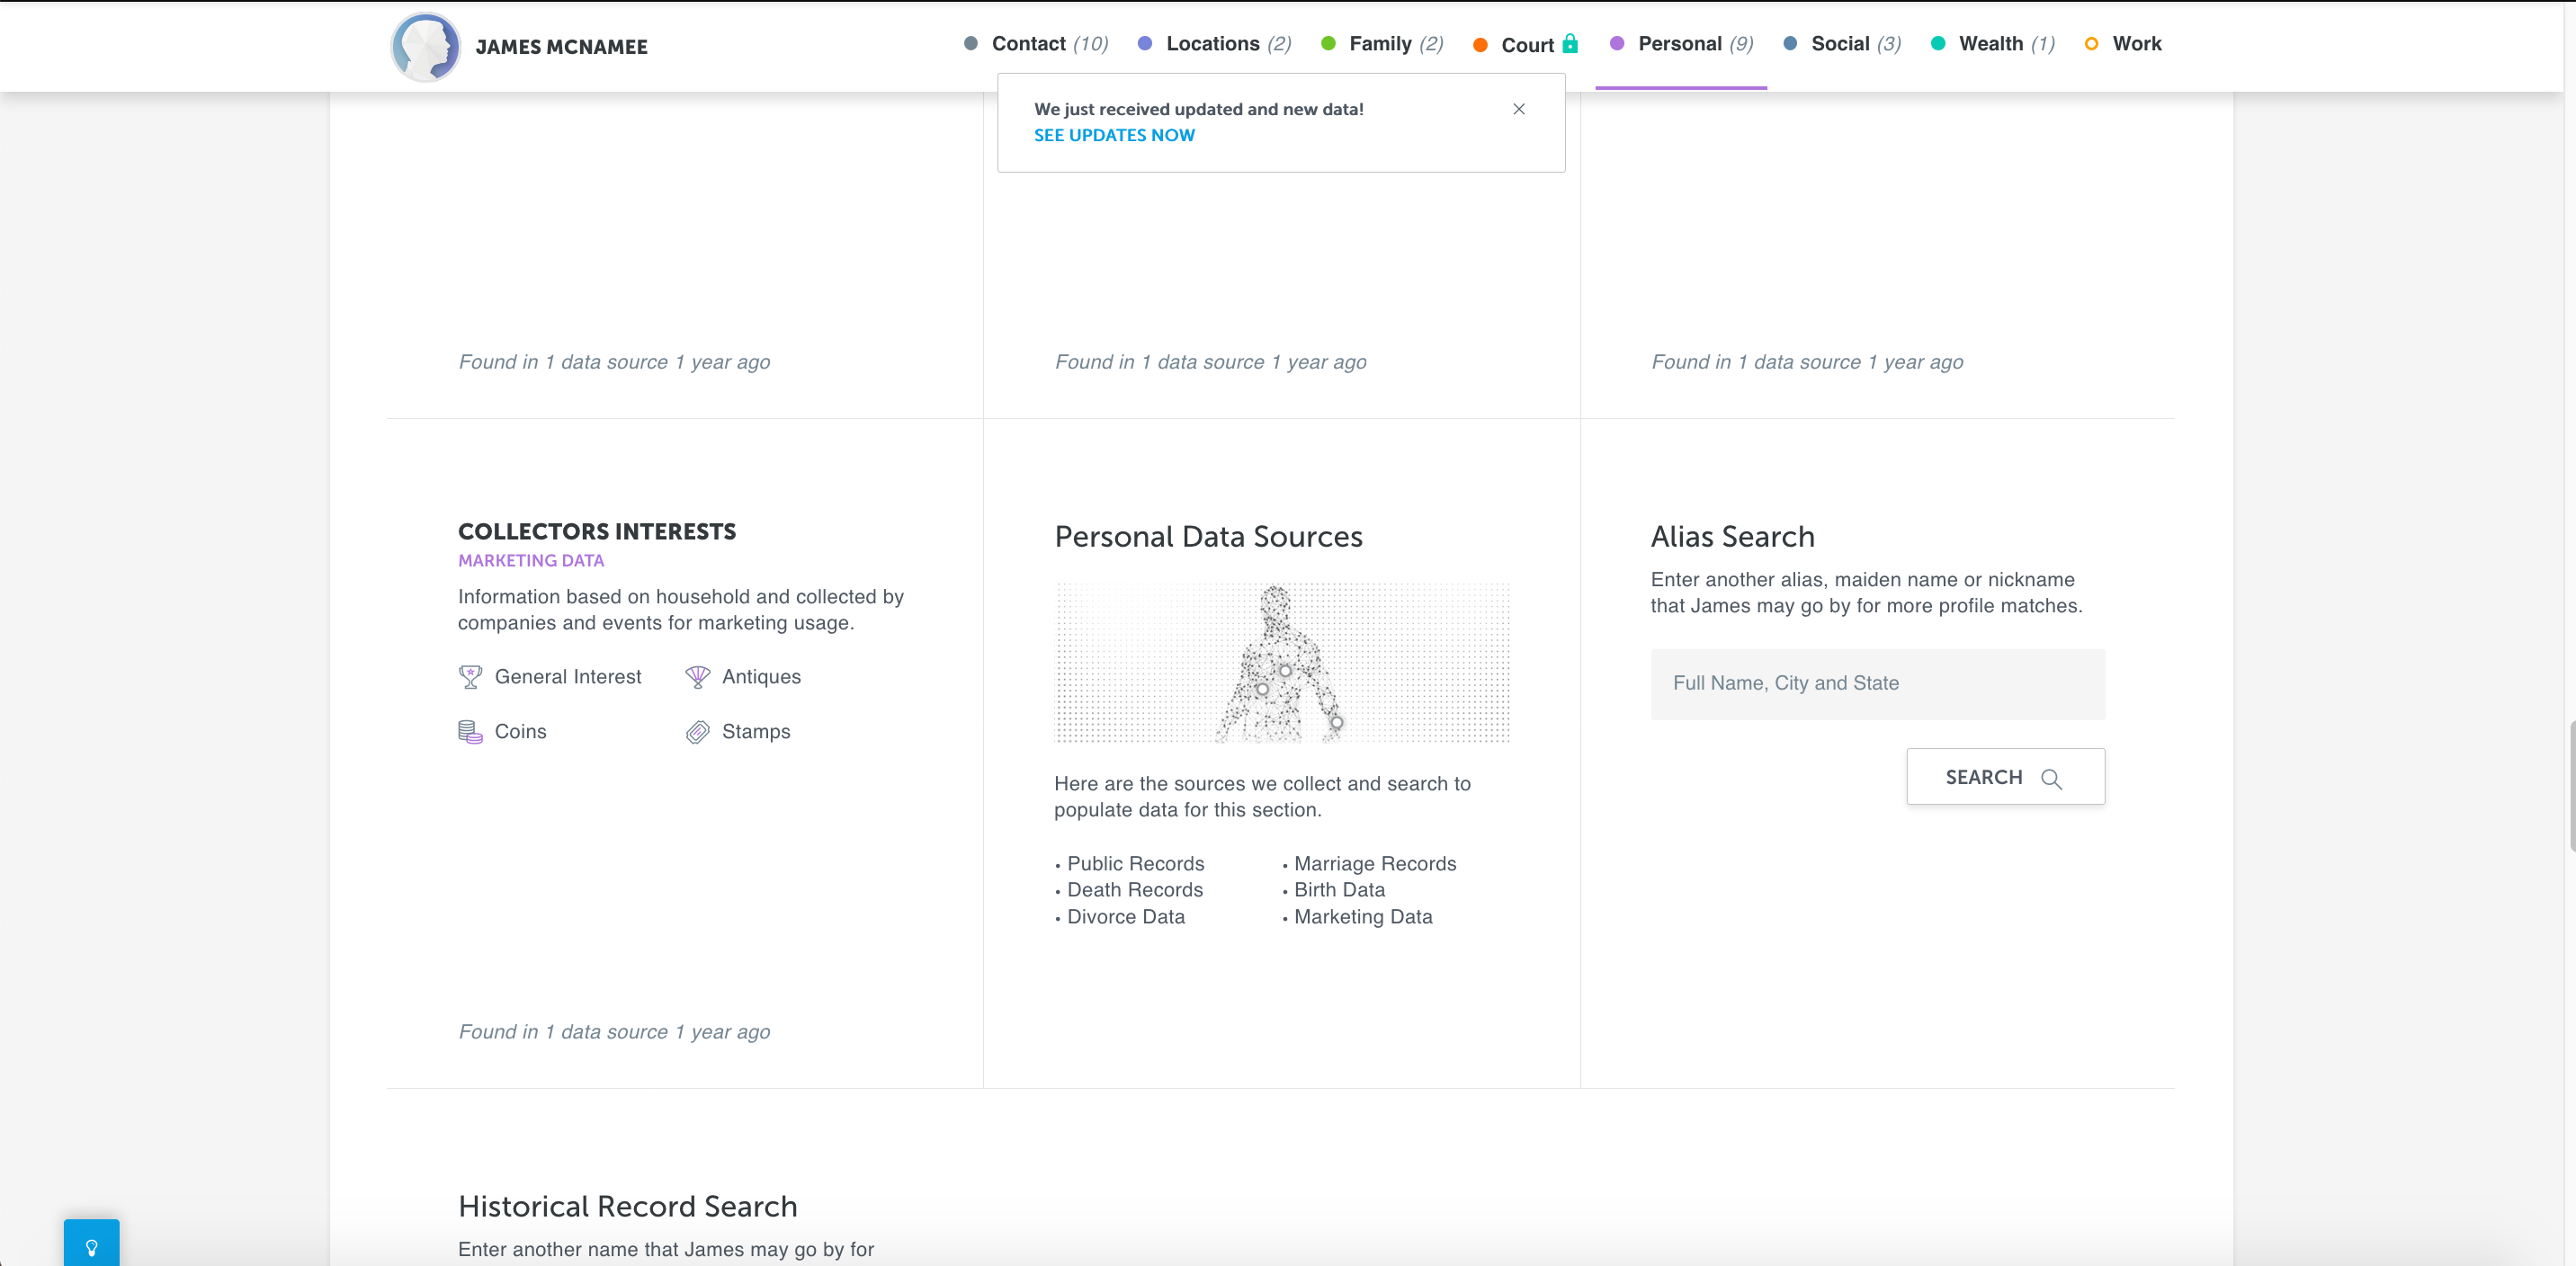 JAMES MCNAMEE
Contact (10) Locations (2) Family (2) Court Personal (9) Social (3) Wealth (1) Work
We just received updated and new data!
SEE UPDATES NOW
Found in 1 data source 1 year ago
Found in 1 data source 1 year ago
Found in 1 data source 1 year ago
COLLECTORS INTERESTS
MARKETING DATA
Information based on household and collected by
companies and events for marketing usage.
General Interest
Antiques
Coins
Stamps
Found in 1 data source 1 year ago
Personal Data Sources
Here are the sources we collect and search to
populate data for this section.
• Public Records
• Death Records
• Divorce Data
• Marriage Records
• Birth Data
• Marketing Data
Alias Search
Enter another alias, maiden name or nickname
that James may go by for more profile matches.
Full Name, City and State
SEARCH
Historical Record Search
Enter another name that James may go by for